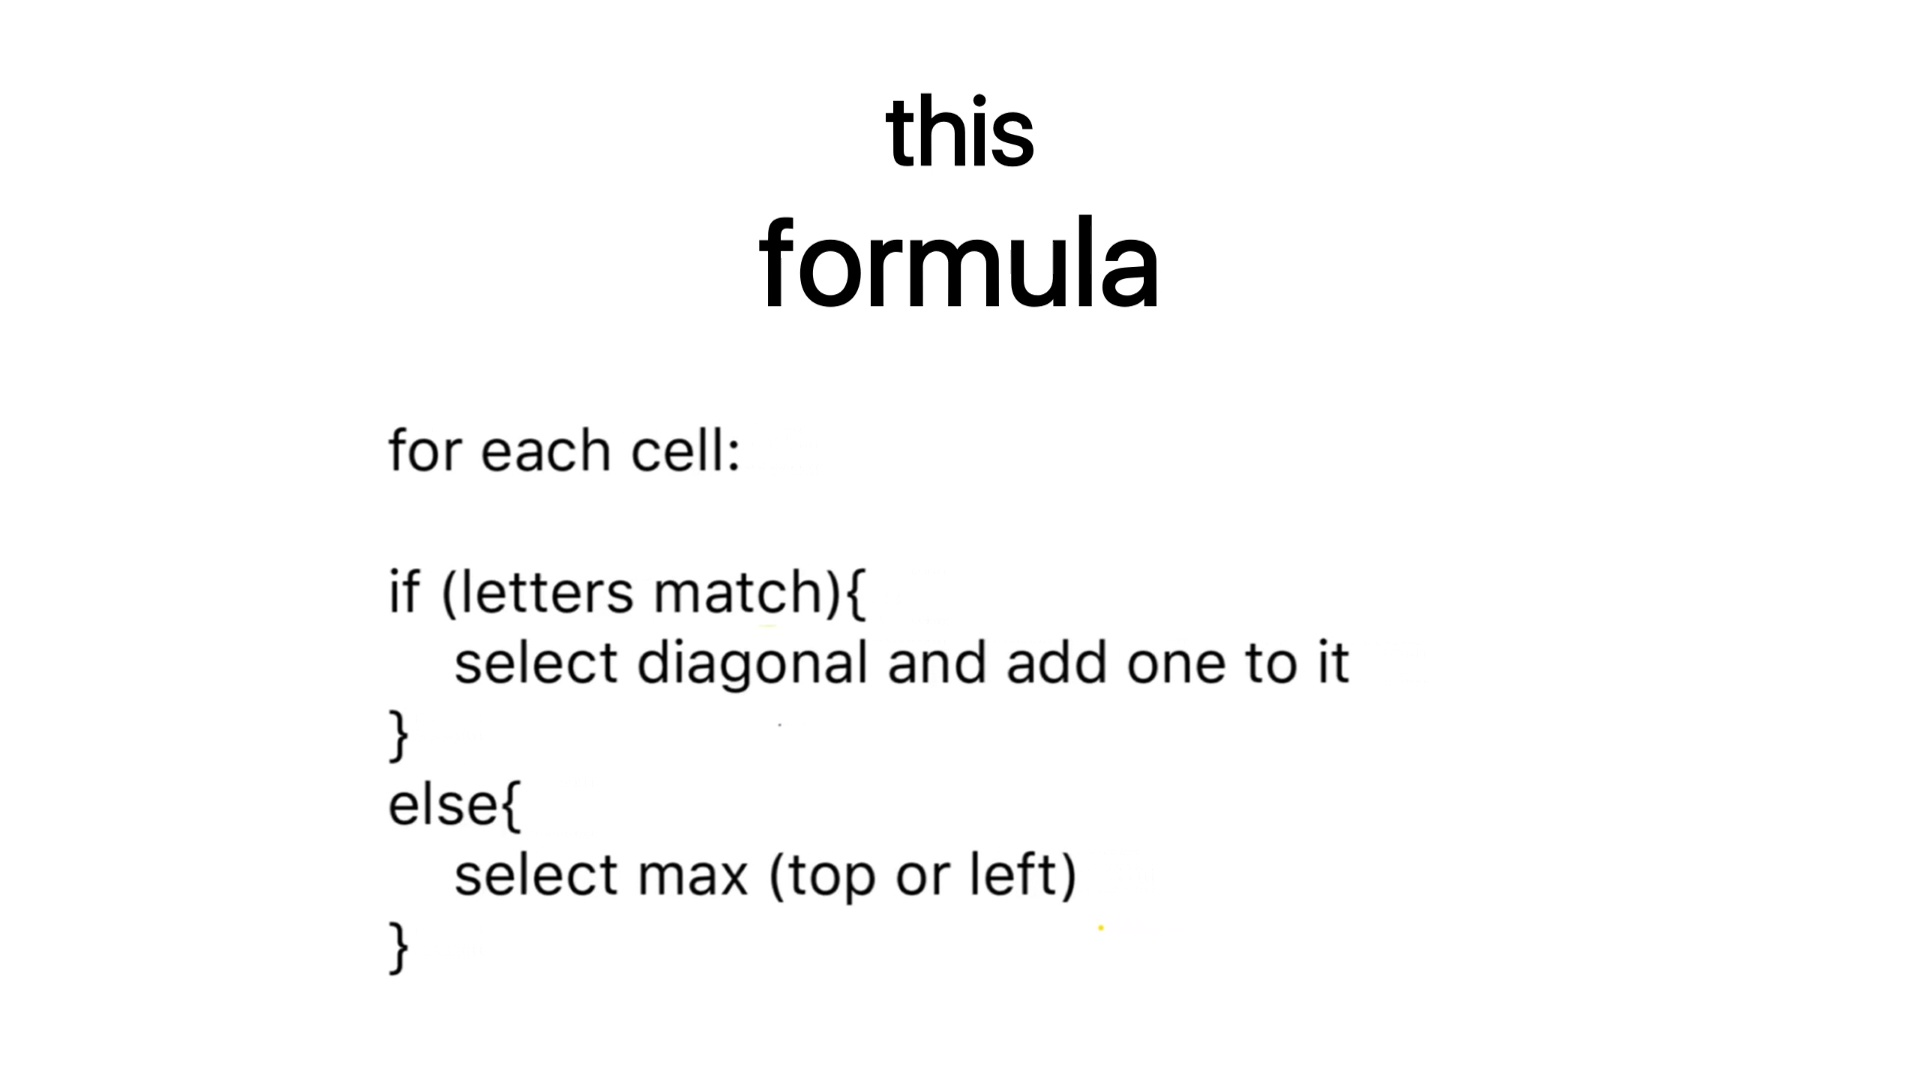 this
formula
for each cell:
if (letters match){
select diagonal and add one to it
}
else{
select max (top or left)
}